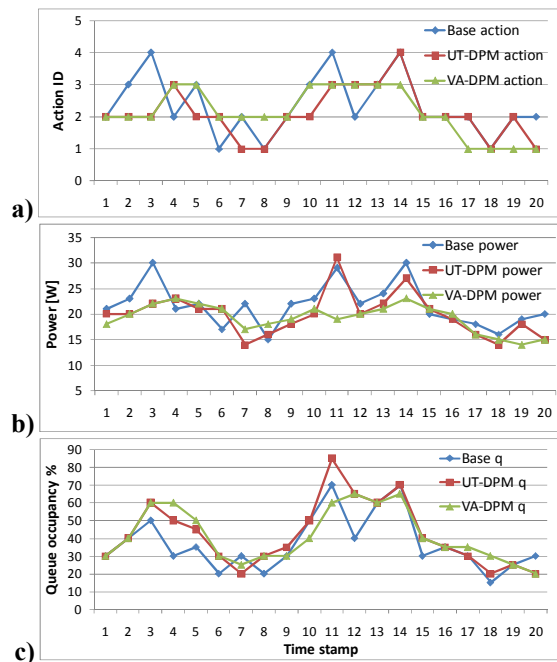 a)
Action ID
5
4
3
2
1
0
Base action
UT-DPM action
VA-DPM action
1 2 3 4 5 6 7 8 9 10 11 12 13 14 15 16 17 18 19 20
b)
Power [W]
35
30
25
20
15
10
5
Base power
UT-DPM power
VA-DPM power
1 2 3 4 5 6 7 8 9 10 11 12 13 14 15 16 17 18 19 20
c)
Queue occupancy %
90
80
70
60
50
40
30
20
10
0
Base q
UT-DPM q
VA-DPM q
1 2 3 4 5 6 7 8 9 10 11 12 13 14 15 16 17 18 19 20
Time stamp